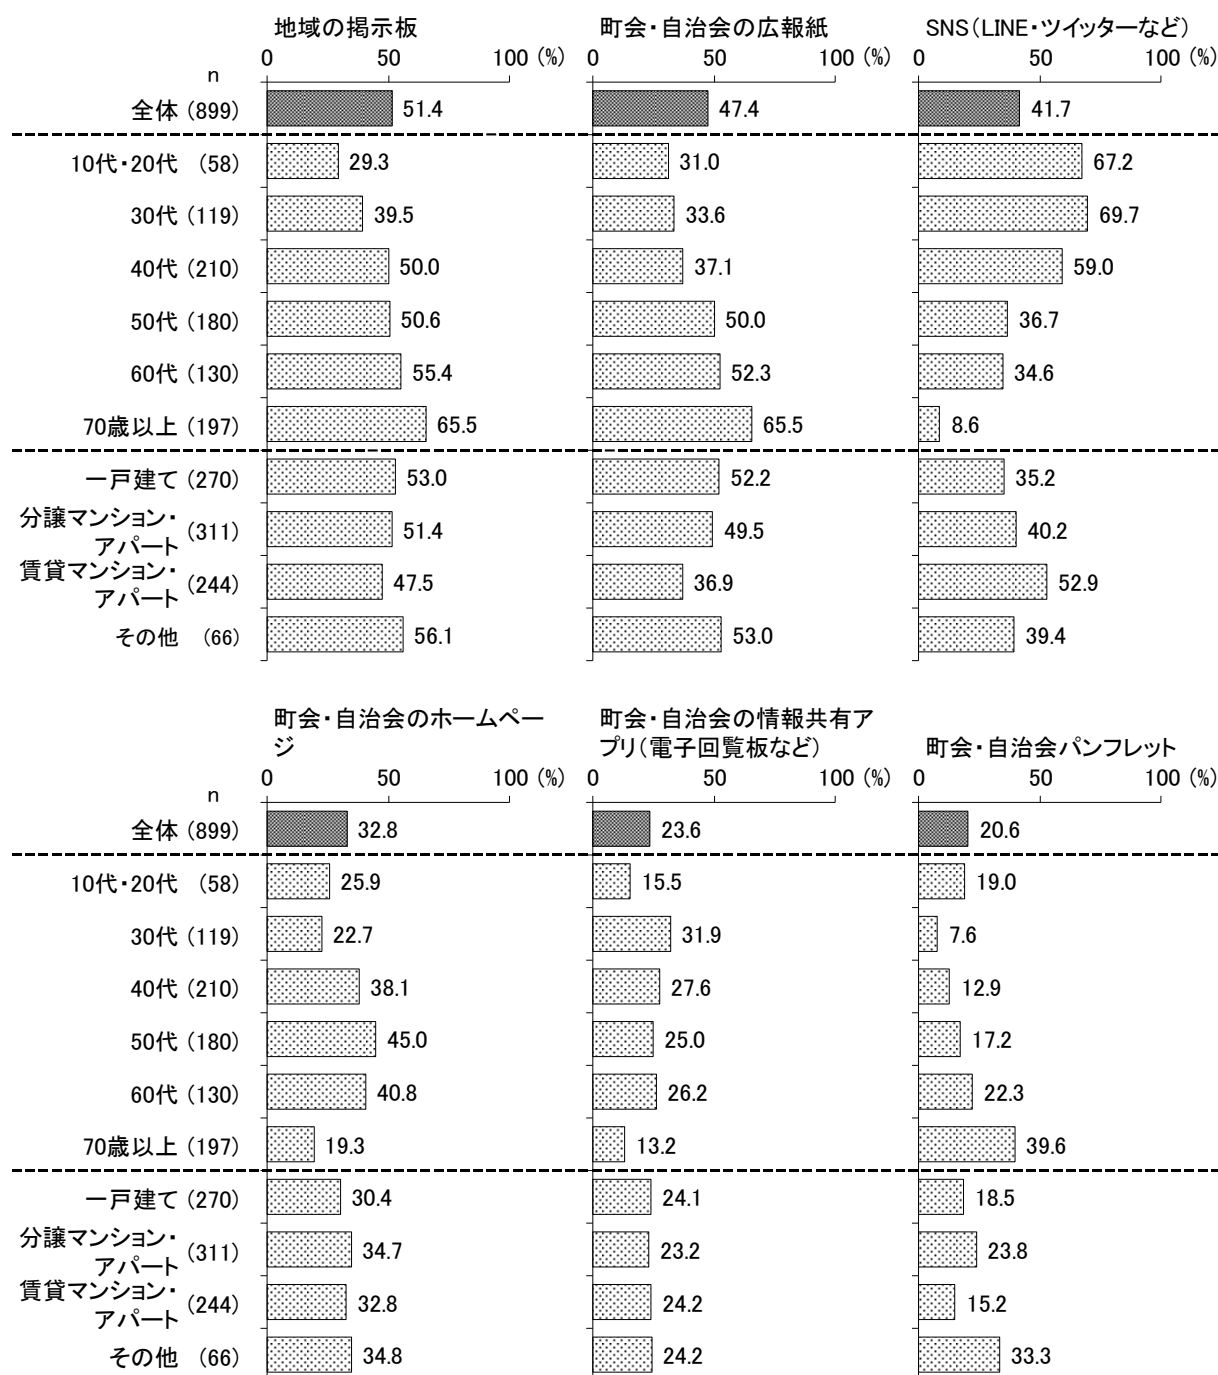 地域の掲示板 町会・自治会の広報紙 SNS(LINE・ツイッターなど)
0 50 100 (%) 0 50 100 (%) 0 50 100 (%)
n
全体 (899) 51.4 47.4 41.7
10代・20代 (58) 29.3 31.0 67.2
30代 (119) 39.5 33.6 69.7
40代 (210) 50.0 37.1 59.0
50代 (180) 50.6 50.0 36.7
60代 (130) 55.4 52.3 34.6
70歳以上 (197) 65.5 65.5 8.6
一戸建て (270) 53.0 52.2 35.2
分譲マンション・
アパート (311) 51.4 49.5 40.2
賃貸マンション・
アパート (244) 47.5 36.9 52.9
その他 (66) 56.1 53.0 39.4
町会・自治会のホームペー 町会・自治会の情報共有ア
ジ プリ(電子回覧板など) 町会・自治会パンフレット
0 50 100 (%) 0 50 100 (%) 0 50 100 (%)
n
全体 (899) 32.8 23.6 20.6
10代・20代 (58) 25.9 15.5 19.0
30代 (119) 22.7 31.9 7.6
40代 (210) 38.1 27.6 12.9
50代 (180) 45.0 25.0 17.2
60代 (130) 40.8 26.2 22.3
70歳以上 (197) 19.3 13.2 39.6
一戸建て (270) 30.4 24.1 18.5
分譲マンション・
アパート (311) 34.7 23.2 23.8
賃貸マンション・
アパート (244) 32.8 24.2 15.2
その他 (66) 34.8 24.2 33.3